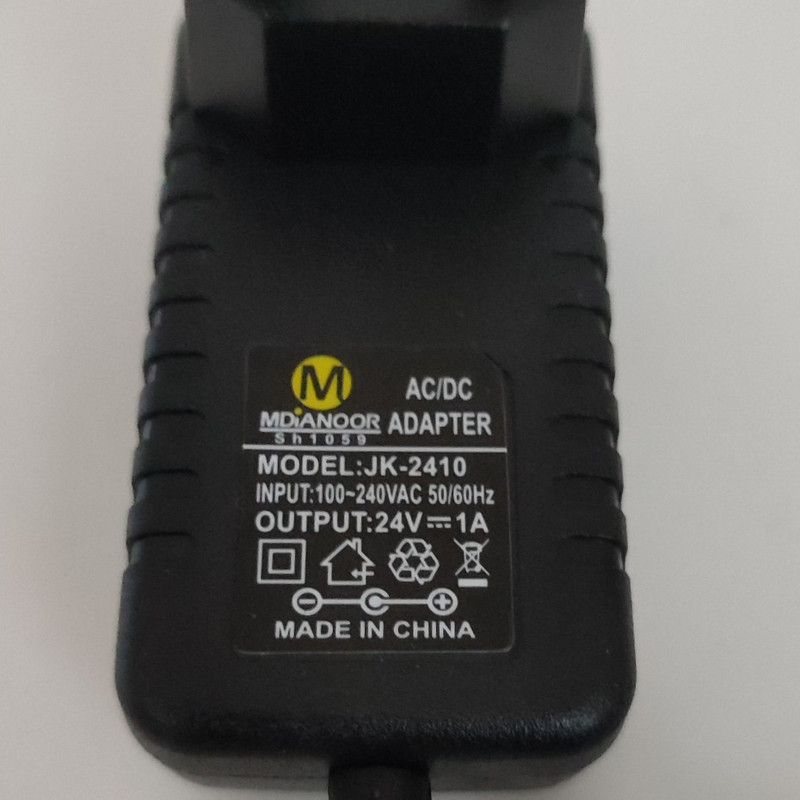 M
MDiANOOR
Sh1059
AC/DC
ADAPTER
MODEL:JK-2410
INPUT:100~240VAC 50/60Hz
OUTPUT:24V⎓1A
MADE IN CHINA